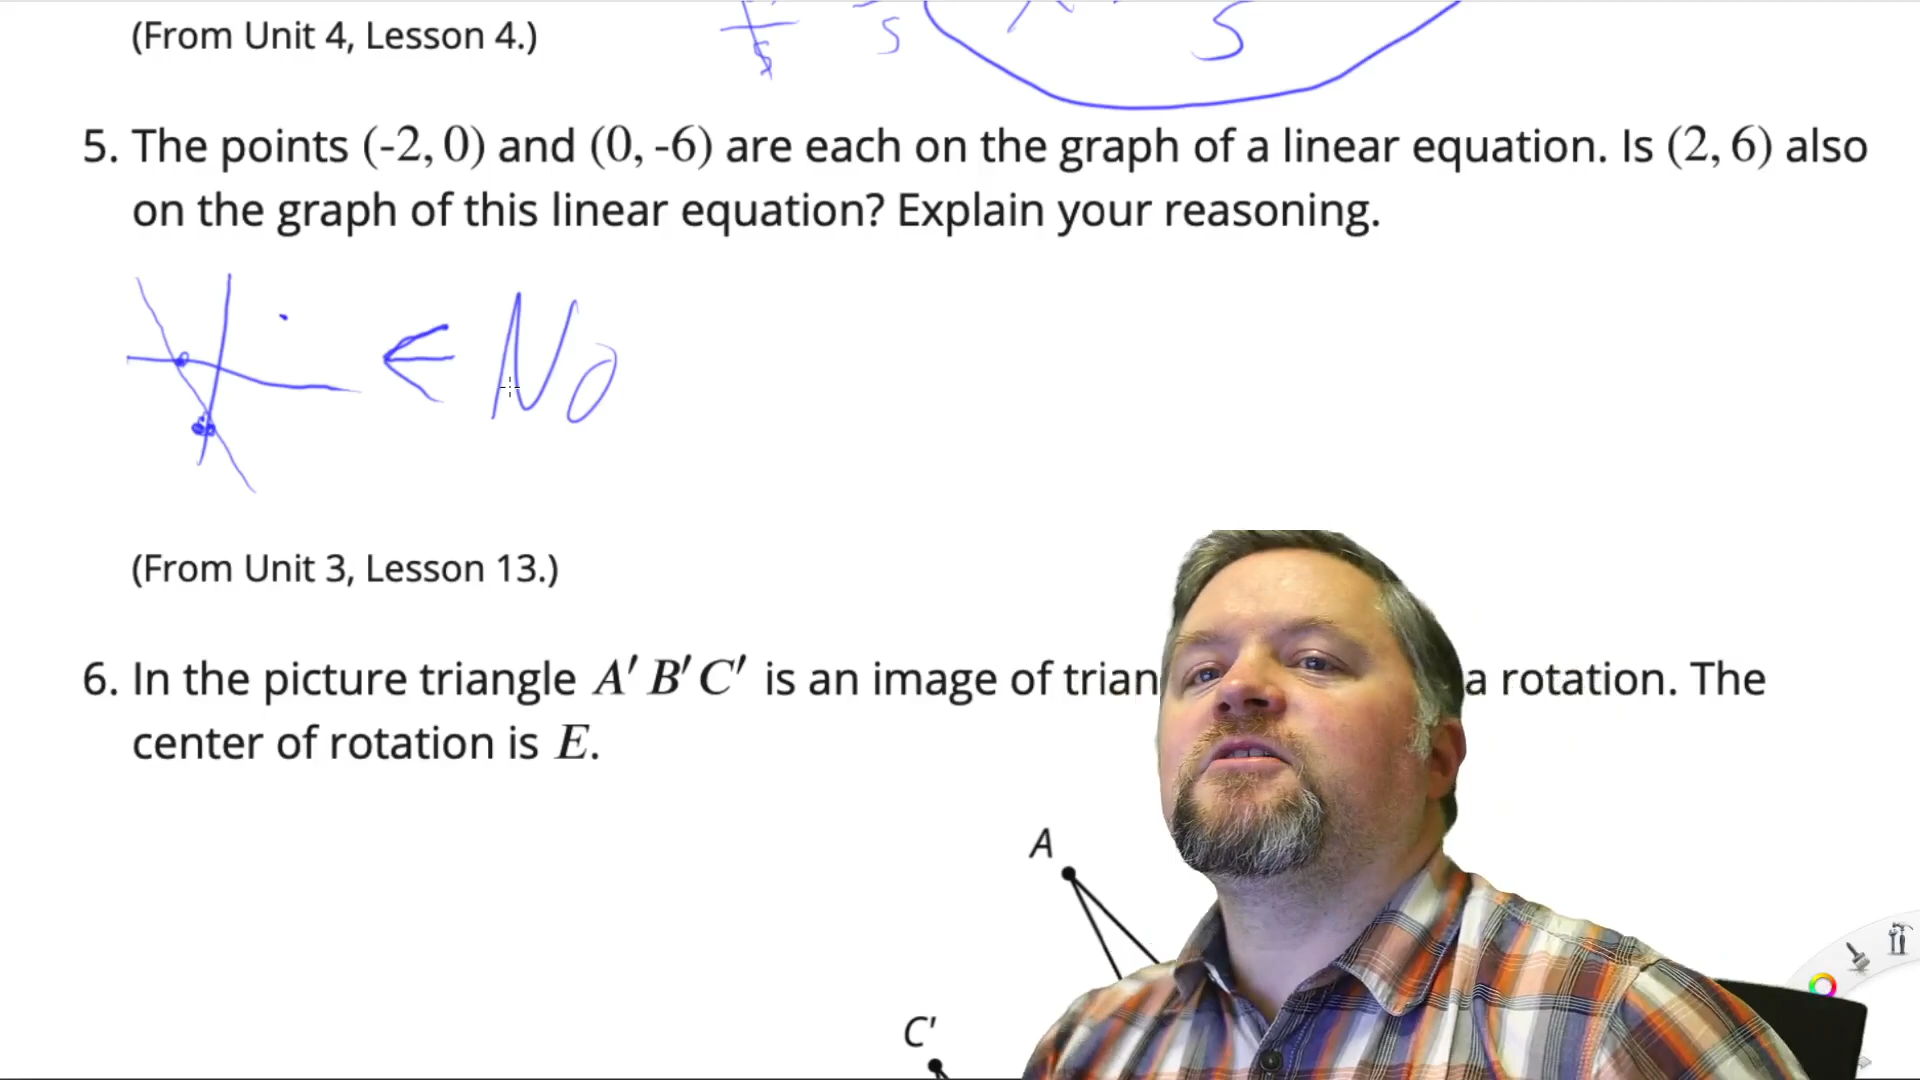 (From Unit 4, Lesson 4.)
5
5
5
5. The points (-2, 0) and (0, -6) are each on the graph of a linear equation. Is (2, 6) also
on the graph of this linear equation? Explain your reasoning.
← No
(From Unit 3, Lesson 13.)
6. In the picture triangle A′B′C′ is an image of trian a rotation. The
center of rotation is E.
A
C'